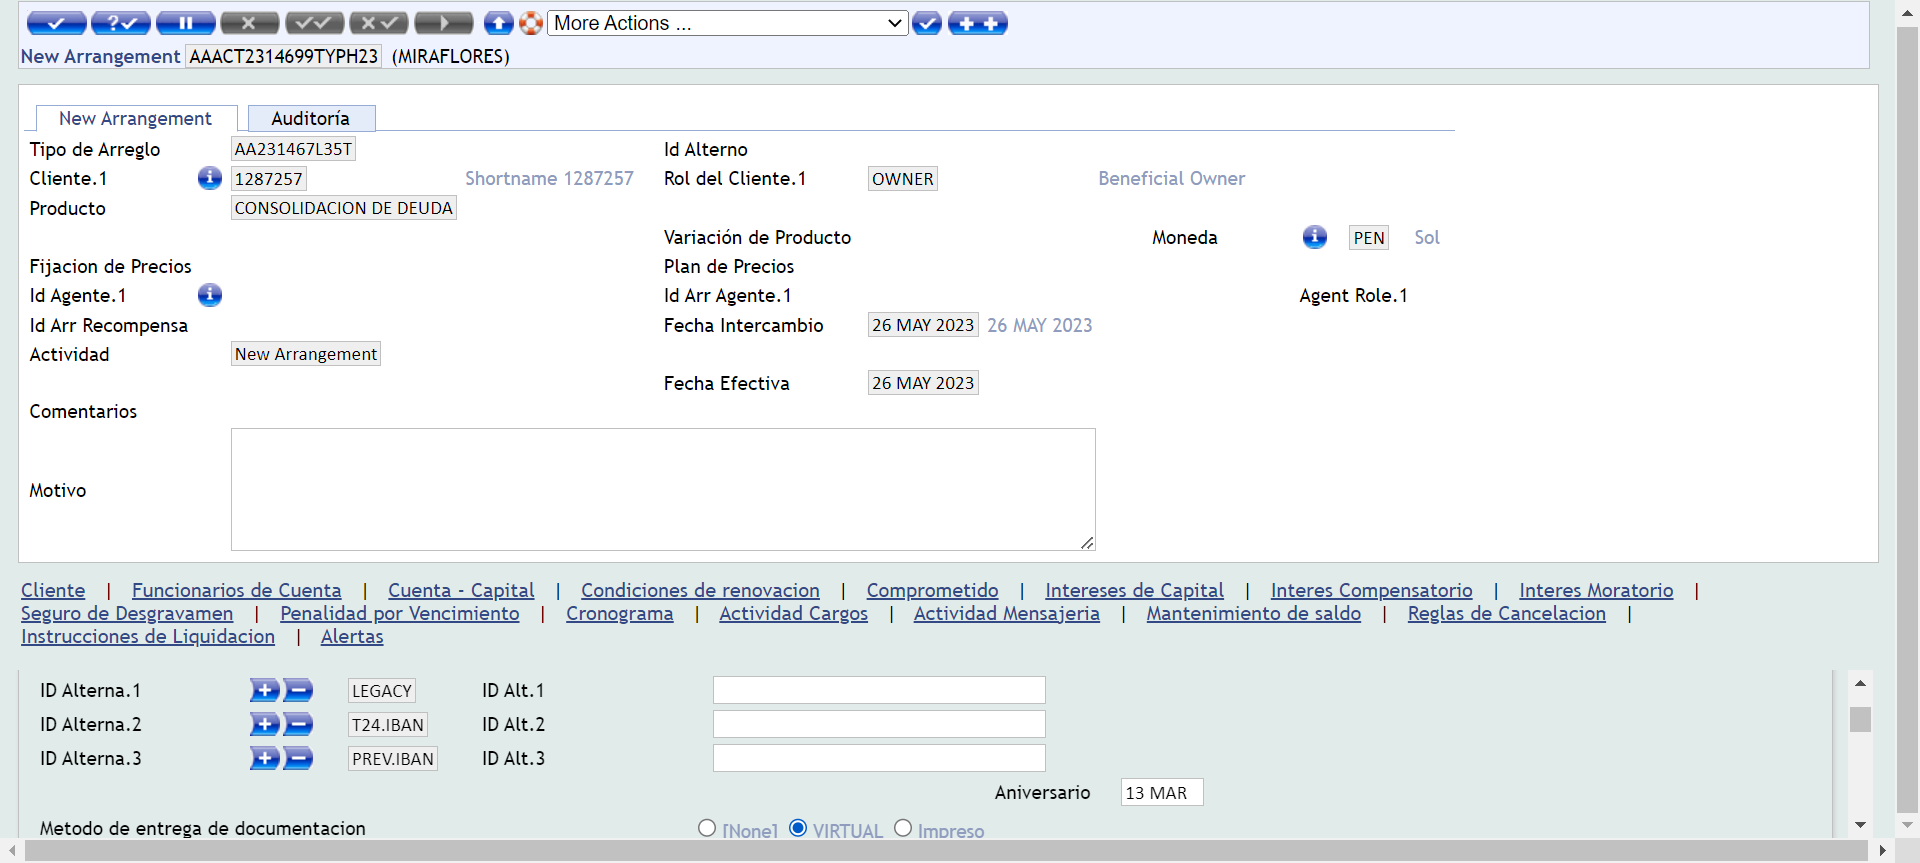 More Actions ...
New Arrangement AAACT2314699TYPH23 (MIRAFLORES)
New Arrangement Auditoría
Tipo de Arreglo AA231467L35T Id Alterno
Cliente.1 1287257 Shortname 1287257 Rol del Cliente.1 OWNER Beneficial Owner
Producto CONSOLIDACION DE DEUDA
Variación de Producto Moneda PEN Sol
Fijacion de Precios Plan de Precios
Id Agente.1 Id Arr Agente.1 Agent Role.1
Id Arr Recompensa Fecha Intercambio 26 MAY 2023 26 MAY 2023
Actividad New Arrangement
Fecha Efectiva 26 MAY 2023
Comentarios
Motivo
Cliente | Funcionarios de Cuenta | Cuenta - Capital | Condiciones de renovacion | Comprometido | Intereses de Capital | Interes Compensatorio | Interes Moratorio |
Seguro de Desgravamen | Penalidad por Vencimiento | Cronograma | Actividad Cargos | Actividad Mensajeria | Mantenimiento de saldo | Reglas de Cancelacion |
Instrucciones de Liquidacion | Alertas
ID Alterna.1 LEGACY ID Alt.1
ID Alterna.2 T24.IBAN ID Alt.2
ID Alterna.3 PREV.IBAN ID Alt.3
Aniversario 13 MAR
Metodo de entrega de documentacion [None] VIRTUAL Impreso